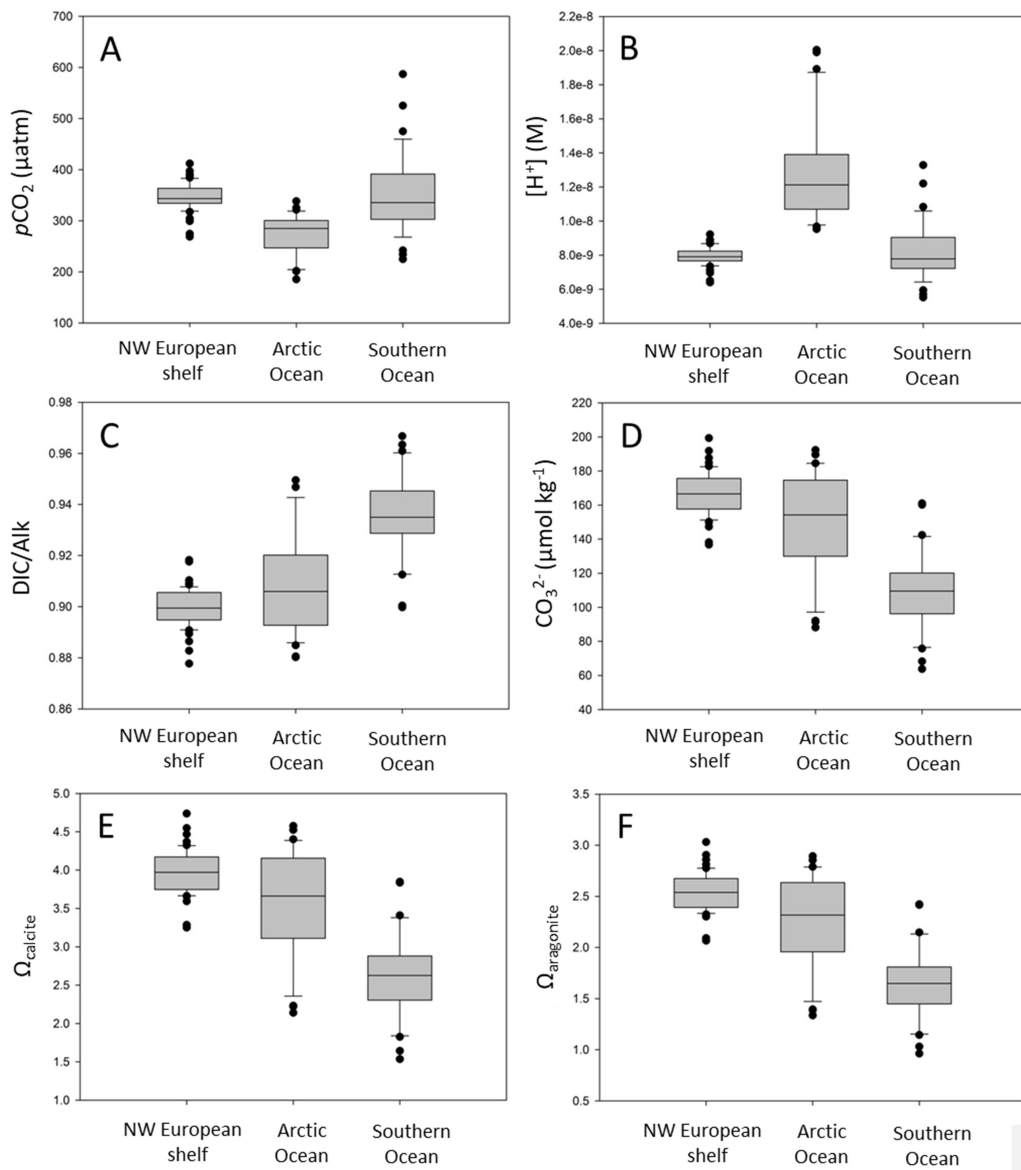 A
pCO₂ (µatm)
700
600
500
400
300
200
100
NW European
shelf
Arctic
Ocean
Southern
Ocean
B
[H⁺] (M)
2.2e-8
2.0e-8
1.8e-8
1.6e-8
1.4e-8
1.2e-8
1.0e-8
8.0e-9
6.0e-9
4.0e-9
NW European
shelf
Arctic
Ocean
Southern
Ocean
C
DIC/Alk
0.98
0.96
0.94
0.92
0.90
0.88
0.86
NW European
shelf
Arctic
Ocean
Southern
Ocean
D
CO₃²⁻ (µmol kg⁻¹)
220
200
180
160
140
120
100
80
60
40
NW European
shelf
Arctic
Ocean
Southern
Ocean
E
Ωcalcite
5.0
4.5
4.0
3.5
3.0
2.5
2.0
1.5
1.0
NW European
shelf
Arctic
Ocean
Southern
Ocean
F
Ωaragonite
3.5
3.0
2.5
2.0
1.5
1.0
0.5
NW European
shelf
Arctic
Ocean
Southern
Ocean